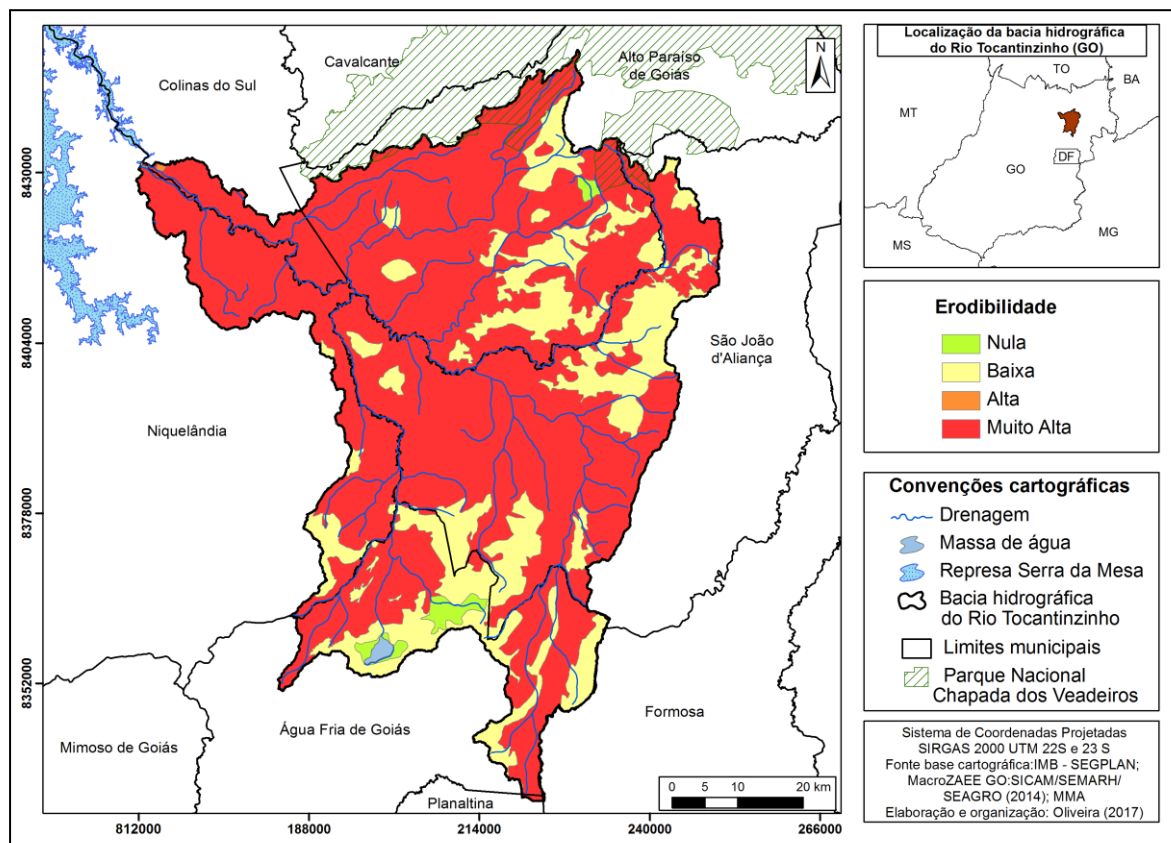 Colinas do Sul
Cavalcante
Alto Paraíso
de Goiás
N
São João
d'Aliança
Niquelândia
Água Fria de Goiás
Mimoso de Goiás
Formosa
Planaltina
0 5 10 20 km
8430000
8404000
8378000
8352000
812000 188000 214000 240000 266000
Localização da bacia hidrográfica
do Rio Tocantinzinho (GO)
TO
BA
MT
DF
GO
MS
MG
Erodibilidade
Nula
Baixa
Alta
Muito Alta
Convenções cartográficas
Drenagem
Massa de água
Represa Serra da Mesa
Bacia hidrográfica
do Rio Tocantinzinho
Limites municipais
Parque Nacional
Chapada dos Veadeiros
Sistema de Coordenadas Projetadas
SIRGAS 2000 UTM 22S e 23 S
Fonte base cartográfica:IMB - SEGPLAN;
MacroZAEE GO:SICAM/SEMARH/
SEAGRO (2014); MMA
Elaboração e organização: Oliveira (2017)